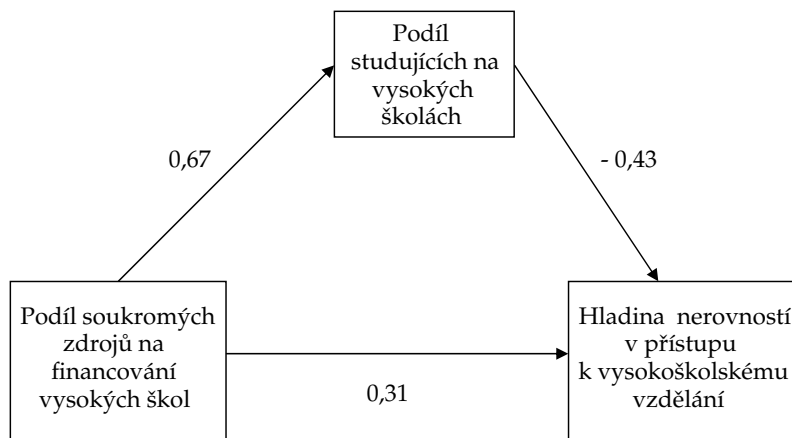 Podíl
studujících na
vysokých
školách
0,67
- 0,43
Podíl soukromých
zdrojů na
financování
vysokých škol
Hladina nerovností
v přístupu
k vysokoškolskému
vzdělání
0,31